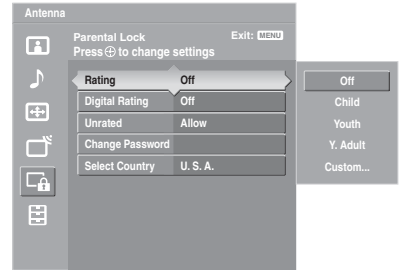 Antenna
Parental Lock Exit: MENU
Press ⊕ to change settings
Rating Off
Digital Rating Off
Unrated Allow
Change Password
Select Country U. S. A.
Off
Child
Youth
Y. Adult
Custom...